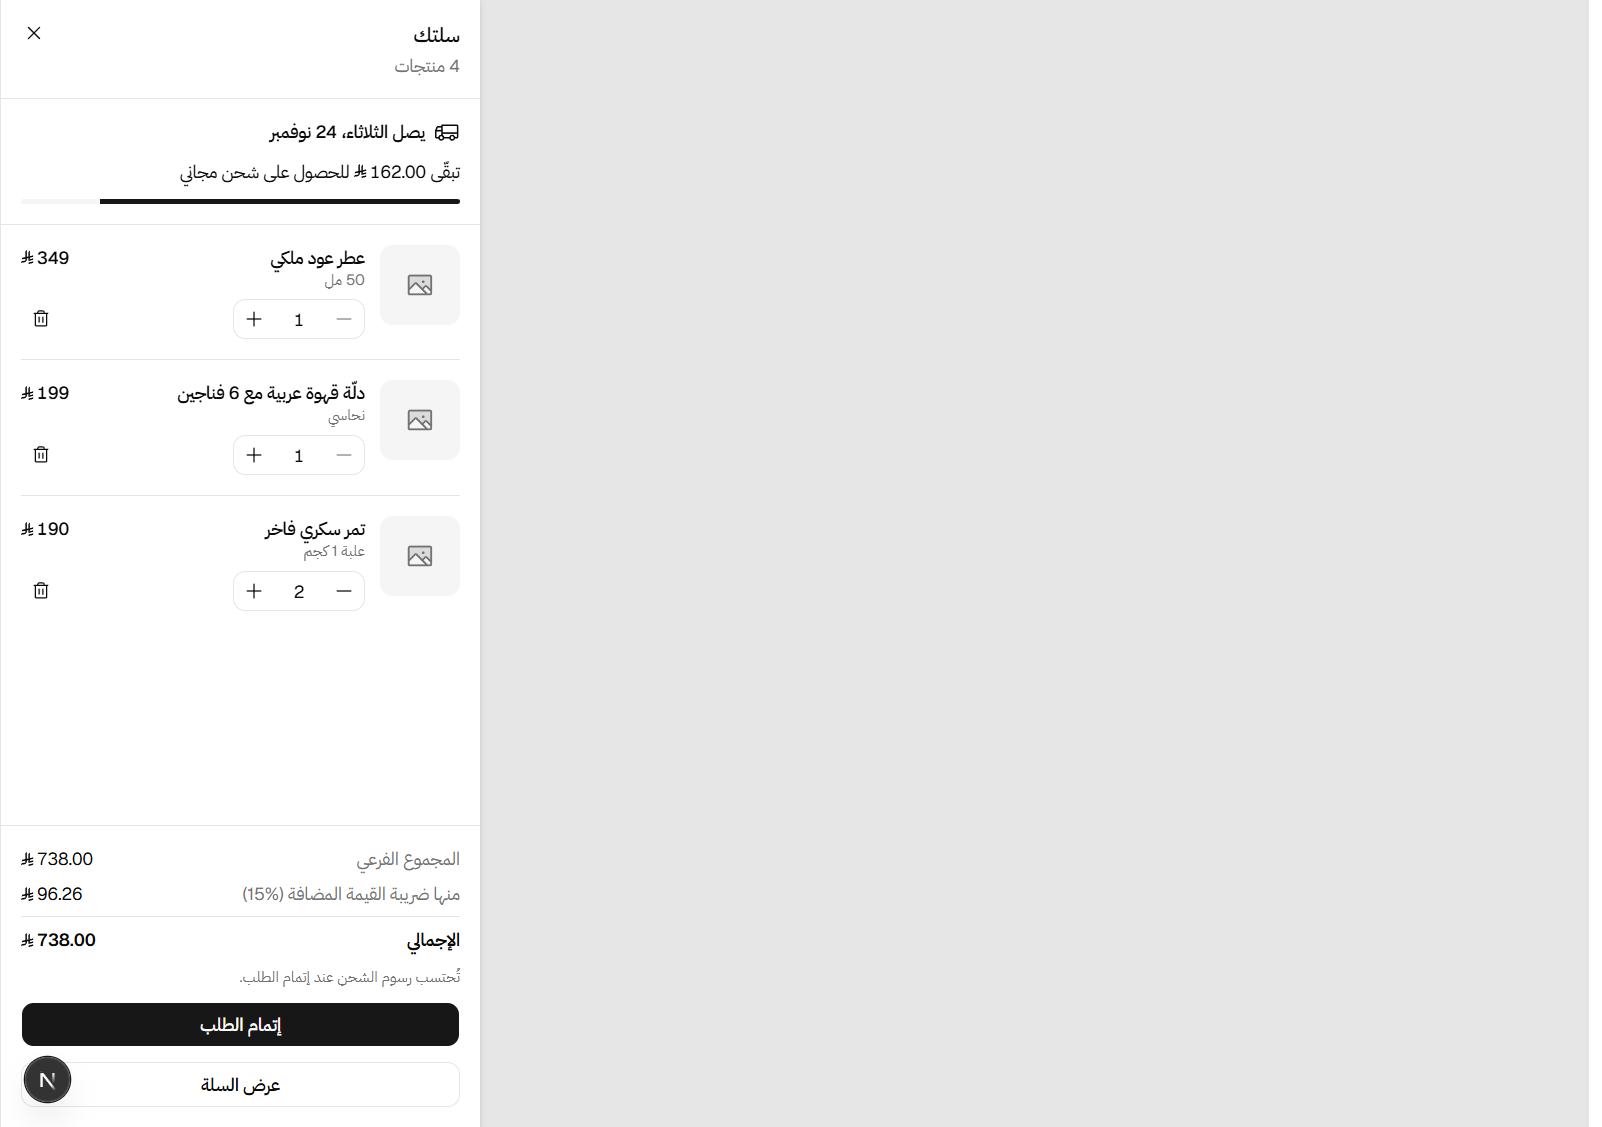 سلتك
4 منتجات
يصل الثلاثاء، 24 نوفمبر
تبقّى 162.00 ⃁ للحصول على شحن مجاني
عطر عود ملكي
349 ⃁
50 مل
1
دلّة قهوة عربية مع 6 فناجين
199 ⃁
نحاسي
1
تمر سكري فاخر
190 ⃁
علبة 1 كجم
2
المجموع الفرعي
738.00 ⃁
منها ضريبة القيمة المضافة (15%)
96.26 ⃁
الإجمالي
738.00 ⃁
تُحتسب رسوم الشحن عند إتمام الطلب.
إتمام الطلب
عرض السلة
N